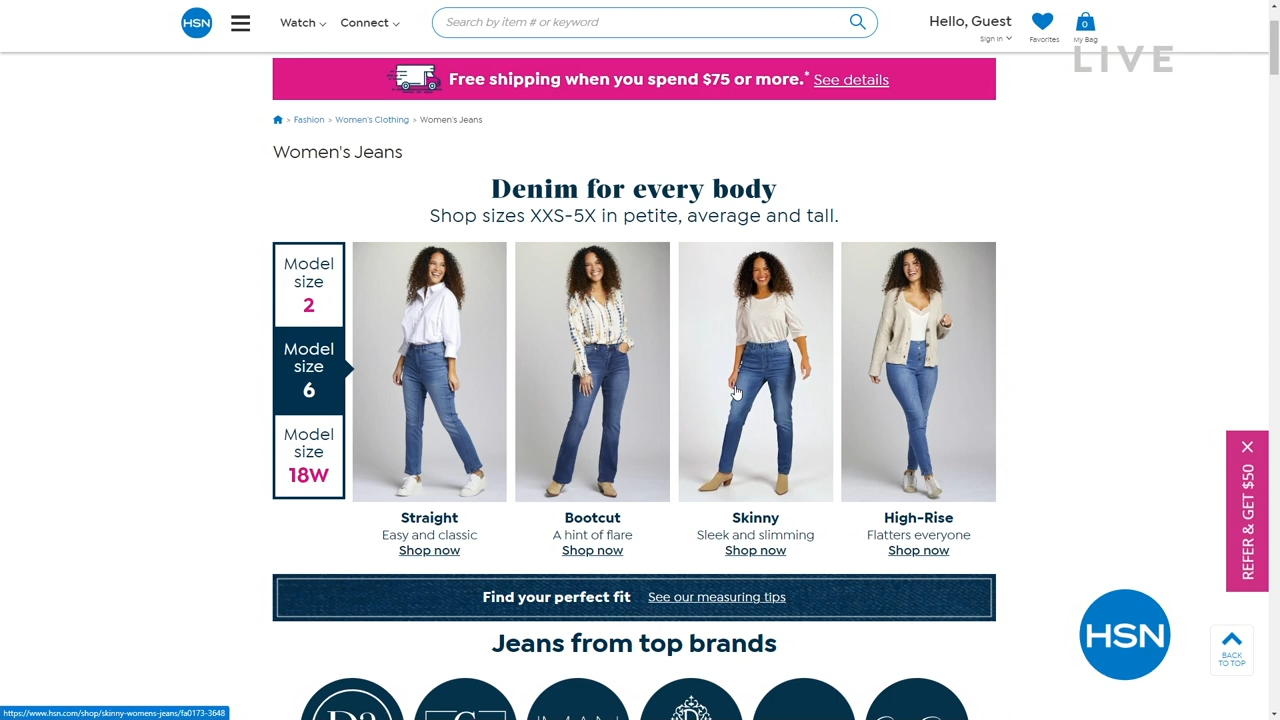 HSN
Watch
Connect
Search by item # or keyword
Hello, Guest
Sign In
Favorites
0
My Bag
LIVE
Free shipping when you spend $75 or more.* See details
> Fashion > Women's Clothing > Women's Jeans
Women's Jeans
Denim for every body
Shop sizes XXS-5X in petite, average and tall.
Model
size
2
Model
size
6
Model
size
18W
Straight
Easy and classic
Shop now
Bootcut
A hint of flare
Shop now
Skinny
Sleek and slimming
Shop now
High-Rise
Flatters everyone
Shop now
REFER & GET $50
Find your perfect fit See our measuring tips
Jeans from top brands
HSN
BACK
TO TOP
https://www.hsn.com/shop/skinny-womens-jeans/fa0173-3648